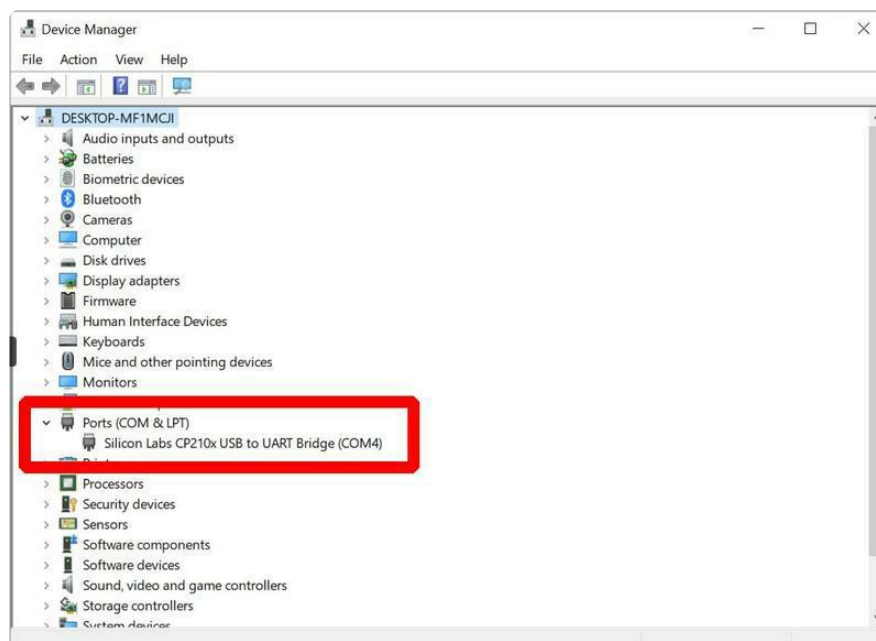 Device Manager
File Action View Help
DESKTOP-MF1MCJI
Audio inputs and outputs
Batteries
Biometric devices
Bluetooth
Cameras
Computer
Disk drives
Display adapters
Firmware
Human Interface Devices
Keyboards
Mice and other pointing devices
Monitors
Ports (COM & LPT)
Silicon Labs CP210x USB to UART Bridge (COM4)
Processors
Security devices
Sensors
Software components
Software devices
Sound, video and game controllers
Storage controllers
System devices